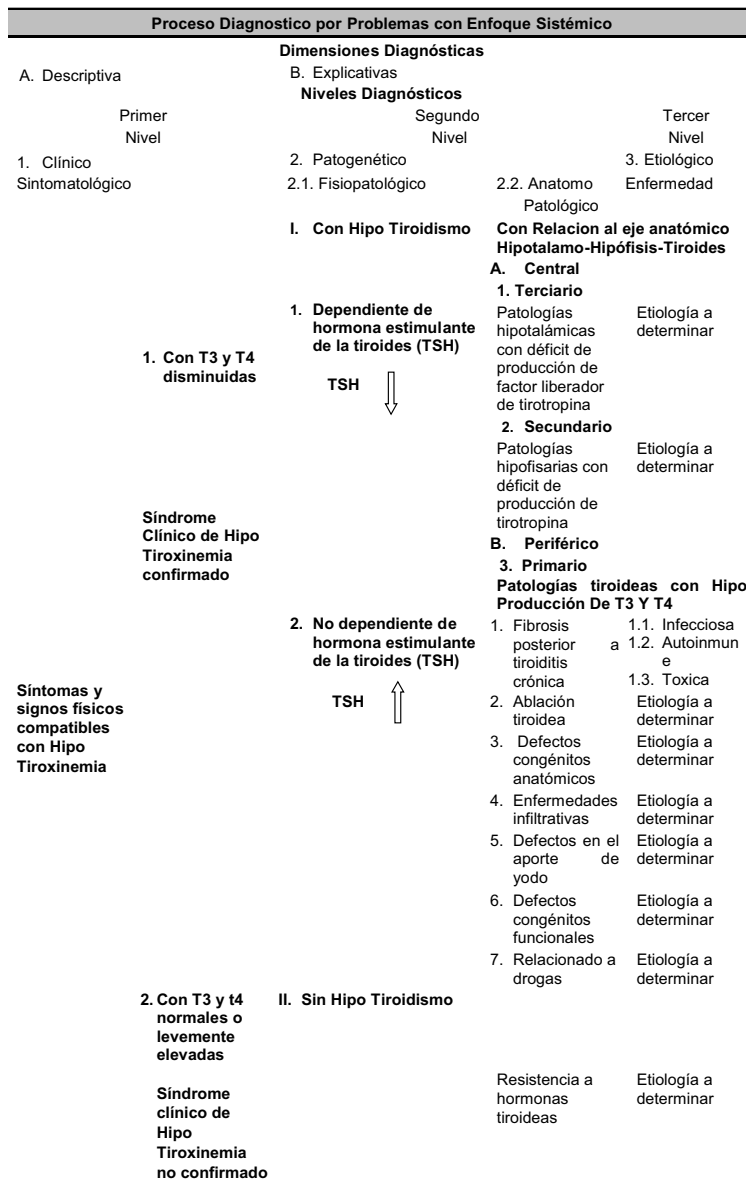 Proceso Diagnostico por Problemas con Enfoque Sistémico
Dimensiones Diagnósticas
A. Descriptiva
B. Explicativas
Niveles Diagnósticos
Primer
Nivel
Segundo
Nivel
Tercer
Nivel
1. Clínico
Sintomatológico
2. Patogenético
3. Etiológico
2.1. Fisiopatológico
2.2. Anatomo
Patológico
Enfermedad
I. Con Hipo Tiroidismo
Con Relacion al eje anatómico
Hipotalamo-Hipófisis-Tiroides
A. Central
1. Terciario
1. Dependiente de
hormona estimulante
de la tiroides (TSH)
Patologías
hipotalámicas
con déficit de
producción de
factor liberador
de tirotropina
Etiología a
determinar
1. Con T3 y T4
disminuidas
TSH
2. Secundario
Patologías
hipofisarias con
déficit de
producción de
tirotropina
Etiología a
determinar
Síndrome
Clínico de Hipo
Tiroxinemia
confirmado
B. Periférico
3. Primario
Patologías tiroideas con Hipo
Producción De T3 Y T4
2. No dependiente de
hormona estimulante
de la tiroides (TSH)
1. Fibrosis
posterior a
tiroiditis
crónica
1.1. Infecciosa
1.2. Autoinmun
e
1.3. Toxica
Síntomas y
signos físicos
compatibles
con Hipo
Tiroxinemia
TSH
2. Ablación
tiroidea
Etiología a
determinar
3. Defectos
congénitos
anatómicos
Etiología a
determinar
4. Enfermedades
infiltrativas
Etiología a
determinar
5. Defectos en el
aporte de
yodo
Etiología a
determinar
6. Defectos
congénitos
funcionales
Etiología a
determinar
7. Relacionado a
drogas
Etiología a
determinar
2. Con T3 y t4
normales o
levemente
elevadas
II. Sin Hipo Tiroidismo
Síndrome
clínico de
Hipo
Tiroxinemia
no confirmado
Resistencia a
hormonas
tiroideas
Etiología a
determinar